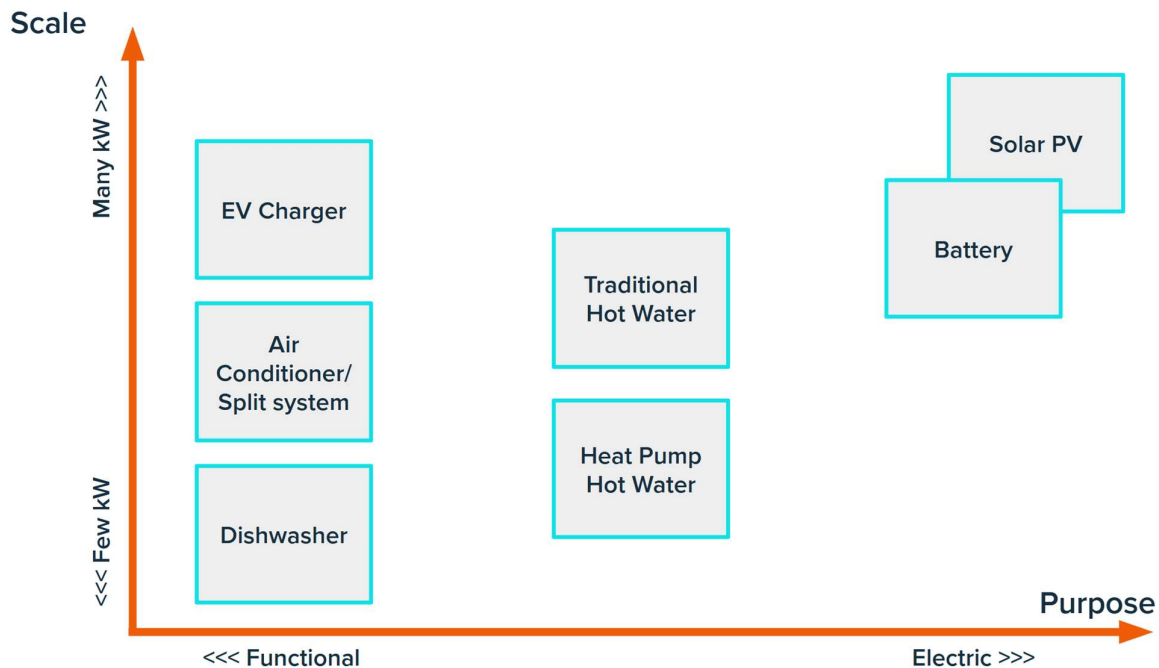 Scale
Many kW >>>
<<< Few kW
Solar PV
EV Charger
Battery
Traditional
Hot Water
Air
Conditioner/
Split system
Heat Pump
Hot Water
Dishwasher
Purpose
<<< Functional
Electric >>>